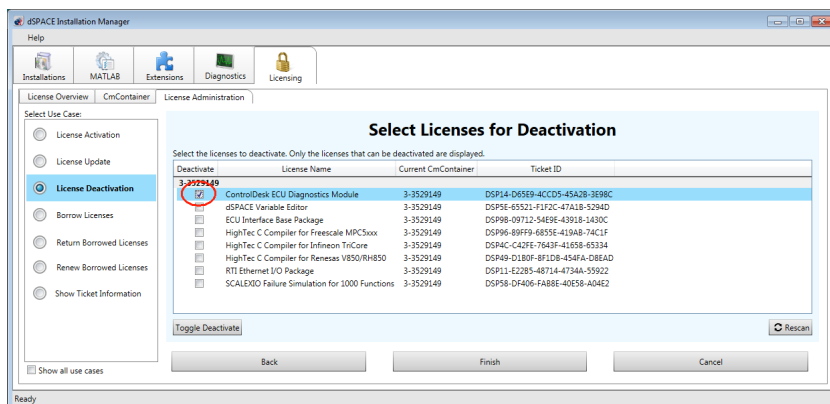 dSPACE Installation Manager
Help
Installations MATLAB Extensions Diagnostics Licensing
License Overview CmContainer License Administration
Select Use Case:
License Activation
License Update
License Deactivation
Borrow Licenses
Return Borrowed Licenses
Renew Borrowed Licenses
Show Ticket Information
Show all use cases
Select Licenses for Deactivation
Select the licenses to deactivate. Only the licenses that can be deactivated are displayed.
Deactivate License Name Current CmContainer Ticket ID
3-3529149
ControlDesk ECU Diagnostics Module 3-3529149 DSP14-D65E9-4CCD5-45A2B-3E98C
dSPACE Variable Editor 3-3529149 DSP5E-65521-F1F2C-47A1B-5294D
ECU Interface Base Package 3-3529149 DSP9B-09712-54E9E-43918-1430C
HighTec C Compiler for Freescale MPC5xxx 3-3529149 DSP96-89FF9-6855E-419AB-74C1F
HighTec C Compiler for Infineon TriCore 3-3529149 DSP4C-C42FE-7643F-41658-65334
HighTec C Compiler for Renesas V850/RH850 3-3529149 DSP49-D1B0F-8F1DB-454FA-D8EAD
RTI Ethernet I/O Package 3-3529149 DSP11-E22B5-48714-4734A-55922
SCALEXIO Failure Simulation for 1000 Functions 3-3529149 DSP58-DF406-FAB8E-40E58-A04E2
Toggle Deactivate Rescan
Back Finish Cancel
Ready